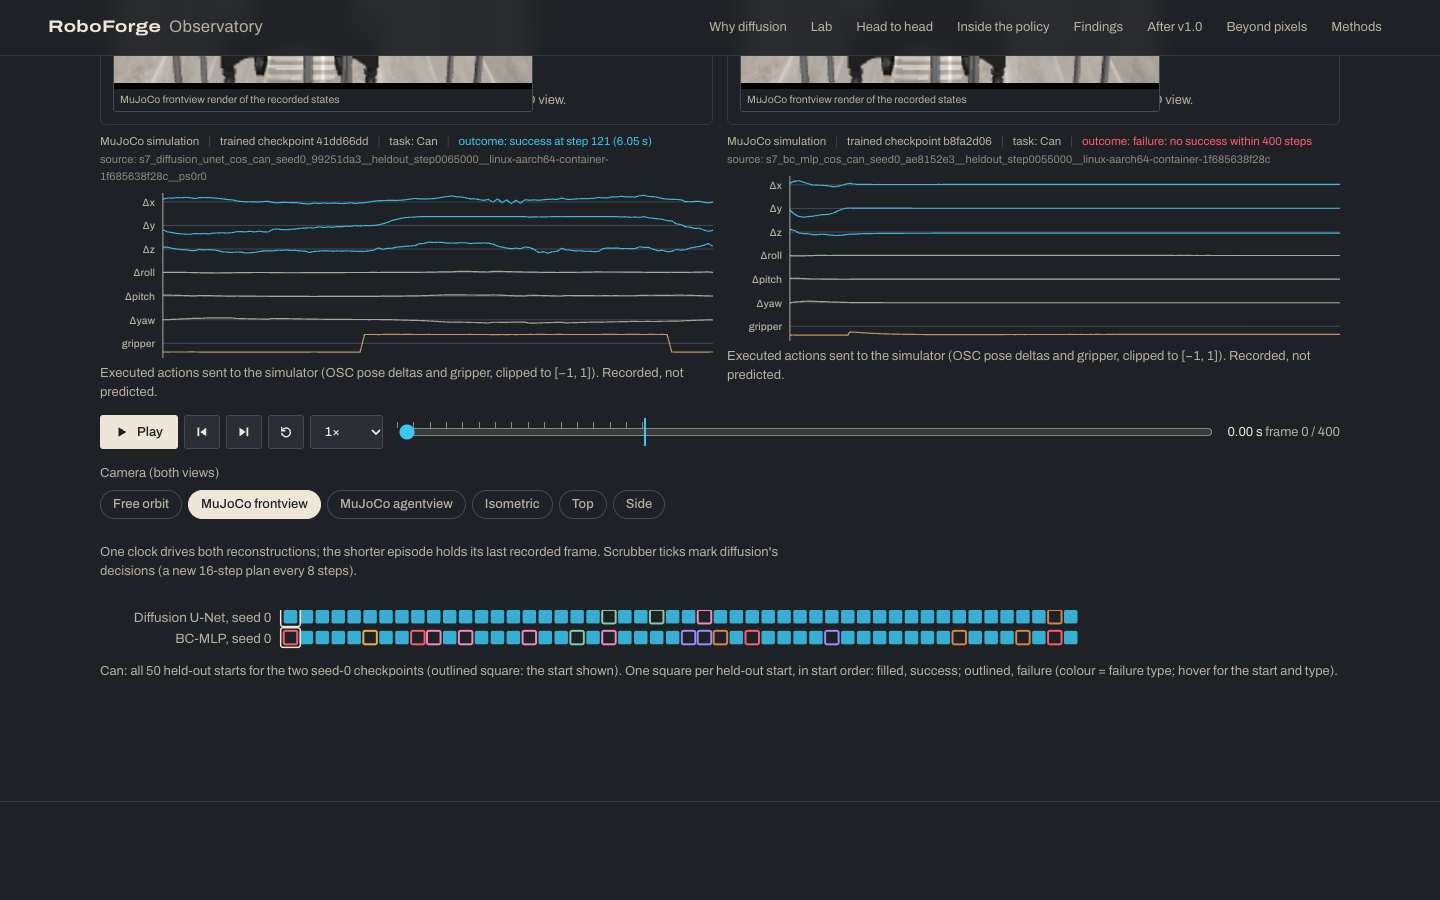 RoboForge Observatory
Why diffusion
Lab
Head to head
Inside the policy
Findings
After v1.0
Beyond pixels
Methods
MuJoCo frontview render of the recorded states
view.
MuJoCo frontview render of the recorded states
view.
MuJoCo simulation | trained checkpoint 41dd66dd | task: Can | outcome: success at step 121 (6.05 s)
source: s7_diffusion_unet_cos_can_seed0_99251da3__heldout_step0065000__linux-aarch64-container-
1f685638f28c__ps0r0
Δx
Δy
Δz
Δroll
Δpitch
Δyaw
gripper
Executed actions sent to the simulator (OSC pose deltas and gripper, clipped to [−1, 1]). Recorded, not
predicted.
MuJoCo simulation | trained checkpoint b8fa2d06 | task: Can | outcome: failure: no success within 400 steps
source: s7_bc_mlp_cos_can_seed0_ae8152e3__heldout_step0055000__linux-aarch64-container-1f685638f28c
Δx
Δy
Δz
Δroll
Δpitch
Δyaw
gripper
Executed actions sent to the simulator (OSC pose deltas and gripper, clipped to [−1, 1]). Recorded, not
predicted.
Play
1×
0.00 s frame 0 / 400
Camera (both views)
Free orbit
MuJoCo frontview
MuJoCo agentview
Isometric
Top
Side
One clock drives both reconstructions; the shorter episode holds its last recorded frame. Scrubber ticks mark diffusion's
decisions (a new 16-step plan every 8 steps).
Diffusion U-Net, seed 0
BC-MLP, seed 0
Can: all 50 held-out starts for the two seed-0 checkpoints (outlined square: the start shown). One square per held-out start, in start order: filled, success; outlined, failure (colour = failure type; hover for the start and type).